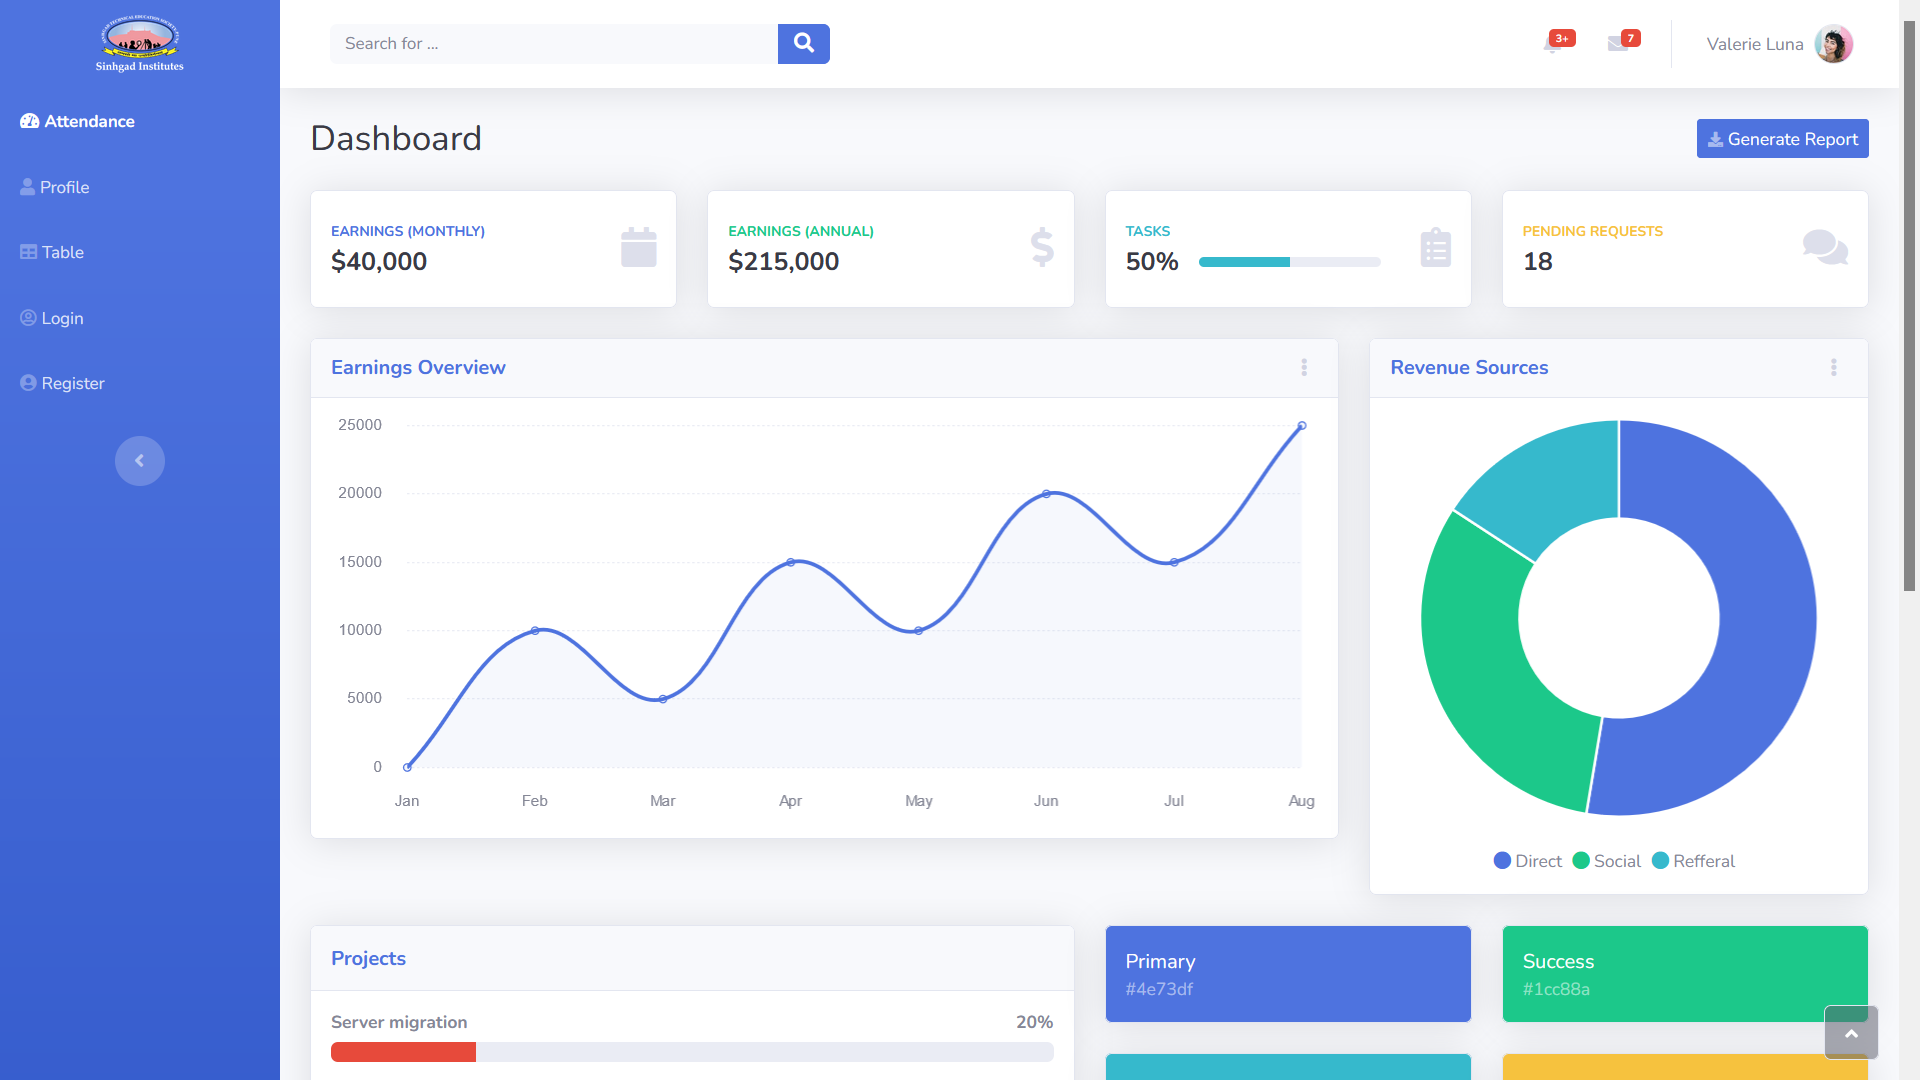 Sinhgad Institutes
Attendance
Profile
Table
Login
Register
Search for ...
3+
7
Valerie Luna
Dashboard
Generate Report
EARNINGS (MONTHLY)
$40,000
EARNINGS (ANNUAL)
$215,000
TASKS
50%
PENDING REQUESTS
18
Earnings Overview
25000
20000
15000
10000
5000
0
Jan Feb Mar Apr May Jun Jul Aug
Revenue Sources
Direct Social Refferal
Projects
Server migration 20%
Primary
#4e73df
Success
#1cc88a